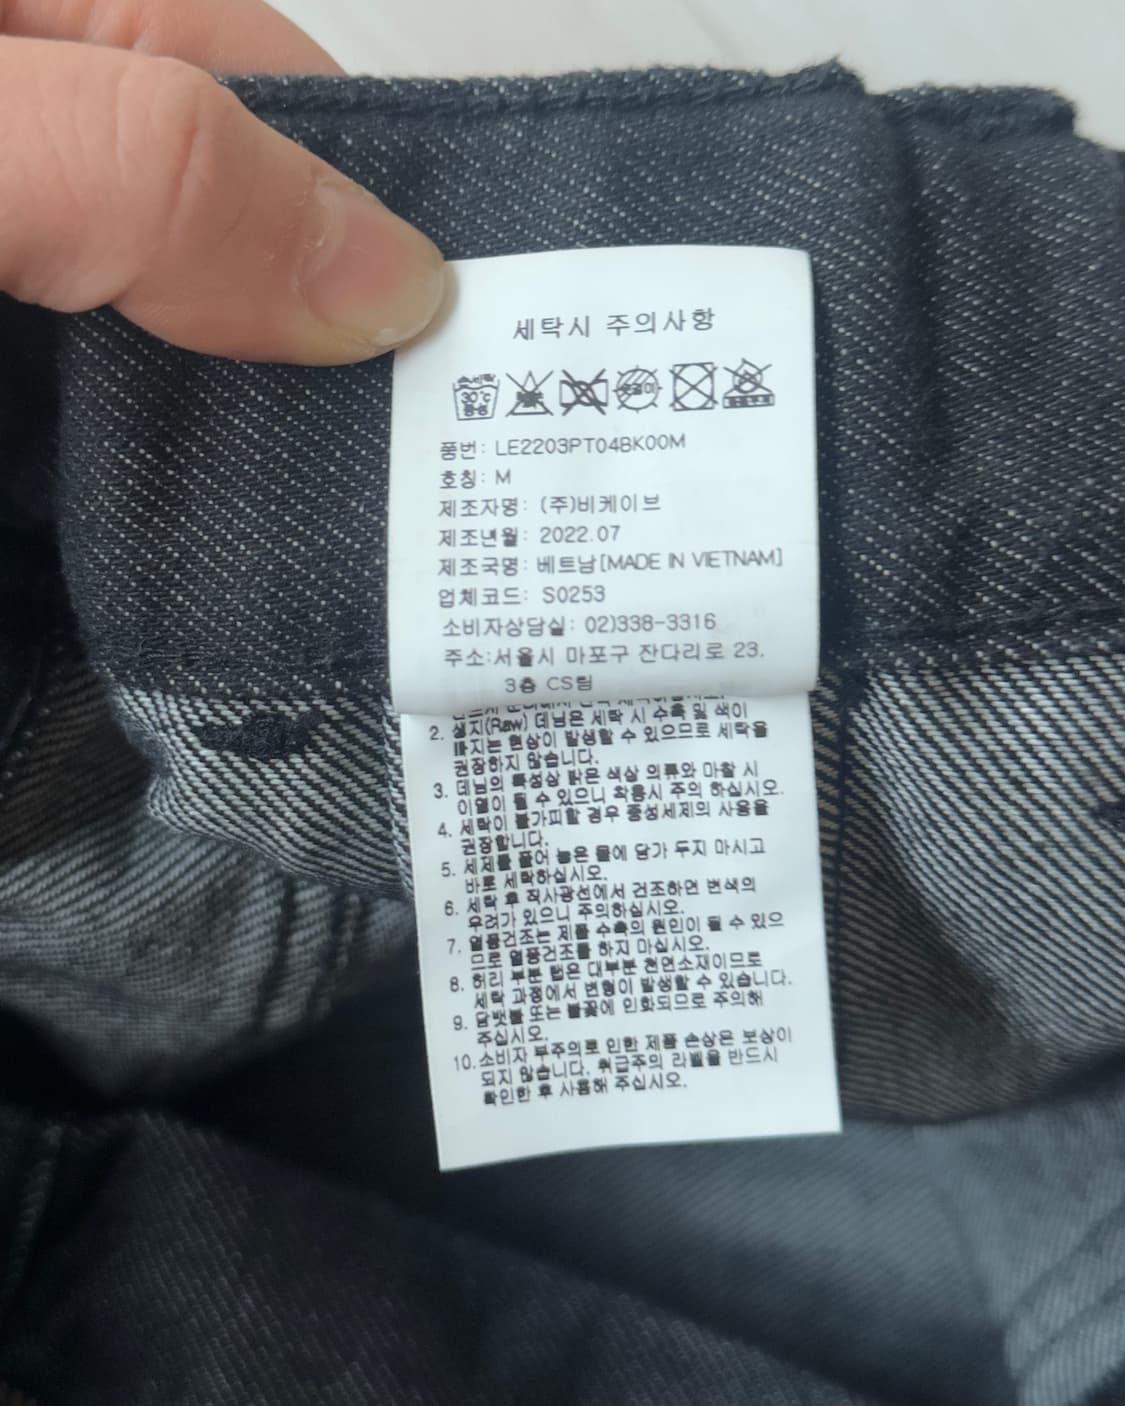 세탁시 주의사항
손세탁
30℃
중성
옷걸이
품번: LE2203PT04BK00M
호칭: M
제조자명: (주)비케이브
제조년월: 2022.07
제조국명: 베트남[MADE IN VIETNAM]
업체코드: S0253
소비자상담실: 02)338-3316
주소:서울시 마포구 잔다리로 23.
3층 CS팀
2. 생지(Raw) 데님은 세탁 시 수축 및 색이
빠지는 현상이 발생할 수 있으므로 세탁을
권장하지 않습니다.
3. 데님의 특성상 밝은 색상 의류와 마찰 시
이염이 될 수 있으니 착용시 주의 하십시오.
4. 세탁이 불가피할 경우 중성세제의 사용을
권장합니다.
5. 세제를 풀어 놓은 물에 담가 두지 마시고
바로 세탁하십시오.
6. 세탁 후 직사광선에서 건조하면 변색의
우려가 있으니 주의하십시오.
7. 열풍건조는 제품 수축의 원인이 될 수 있으
므로 열풍건조를 하지 마십시오.
8. 허리 부분 탭은 대부분 천연소재이므로
세탁 과정에서 변형이 발생할 수 있습니다.
9. 담뱃불 또는 불꽃에 인화되므로 주의해
주십시오.
10. 소비자 부주의로 인한 제품 손상은 보상이
되지 않습니다. 취급주의 라벨을 반드시
확인한 후 사용해 주십시오.